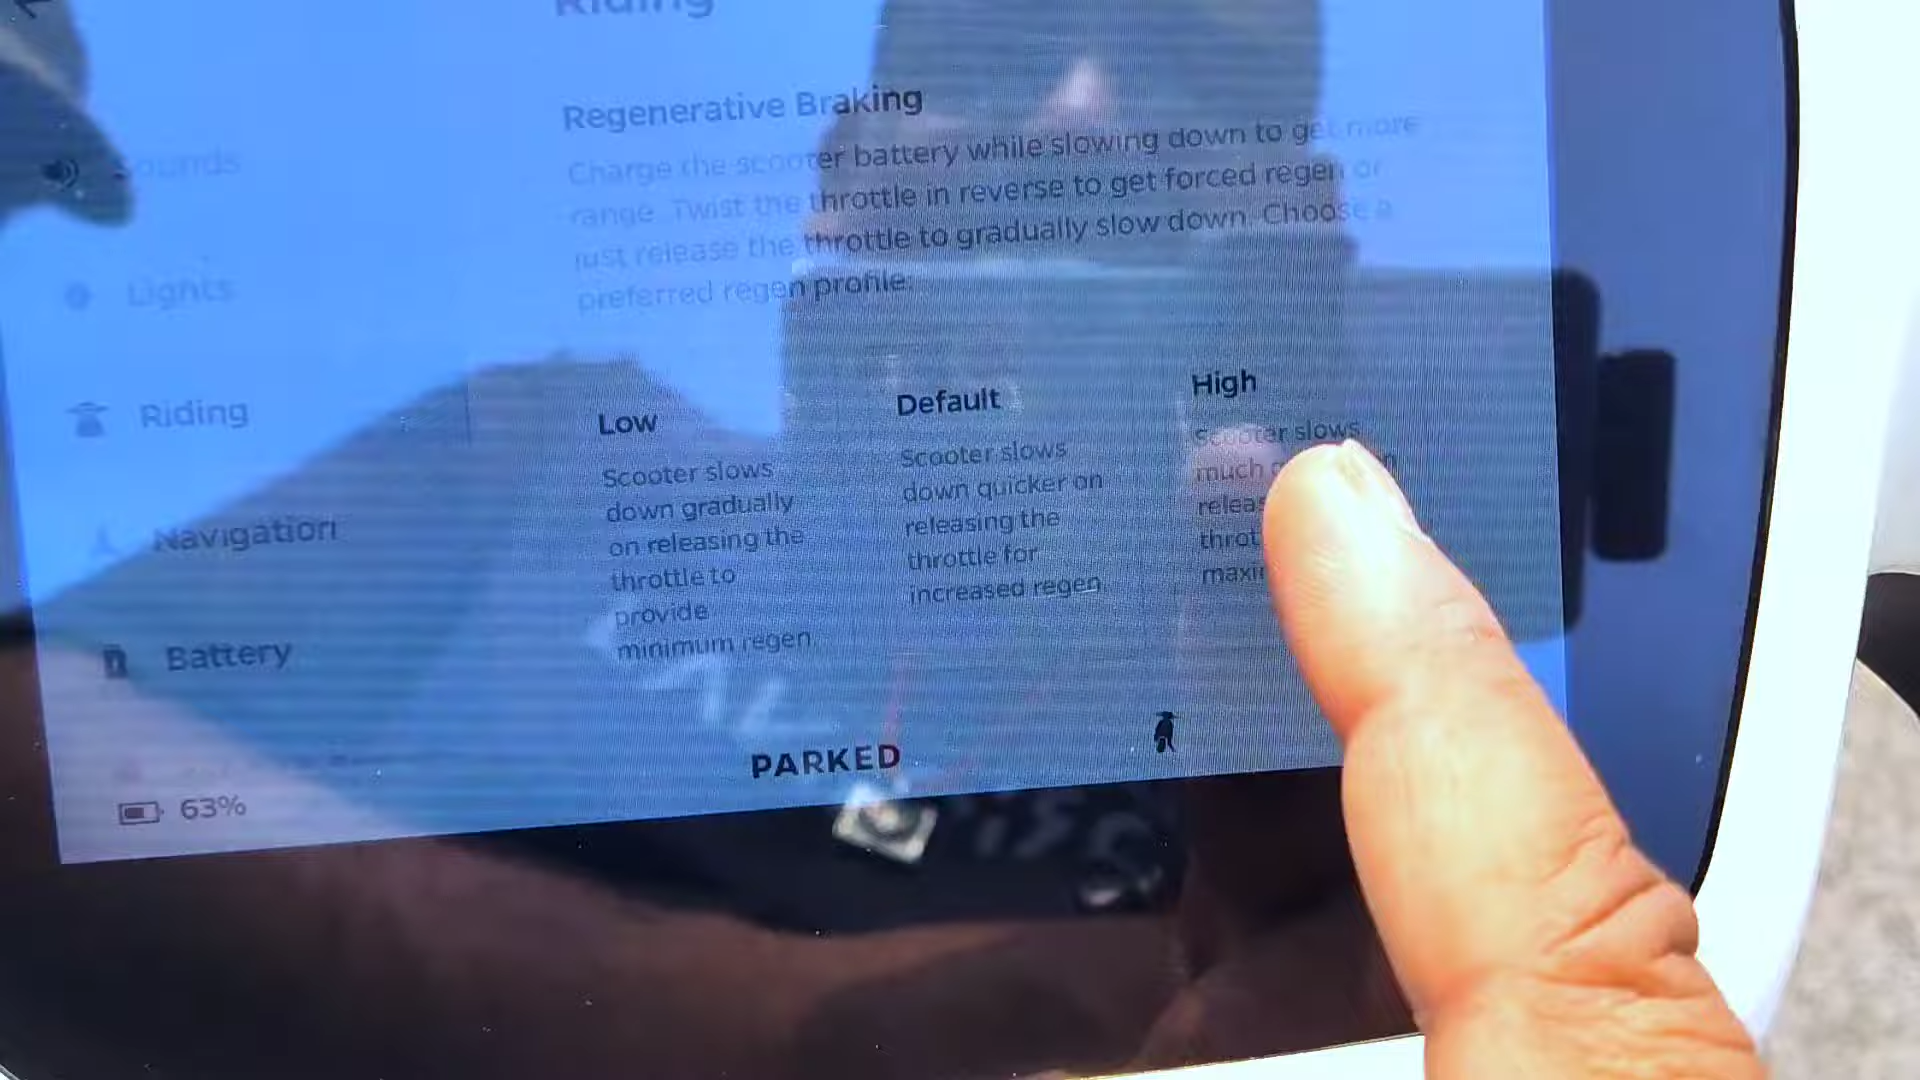 Riding
Regenerative Braking
Charge the scooter battery while slowing down to get more
range. Twist the throttle in reverse to get forced regen or
just release the throttle to gradually slow down. Choose a
preferred regen profile:
Sounds
Lights
Riding
Navigation
Battery
Low
Scooter slows
down gradually
on releasing the
throttle to
provide
minimum regen.
Default
Scooter slows
down quicker on
releasing the
throttle for
increased regen.
High
Scooter slows
much
PARKED
63%